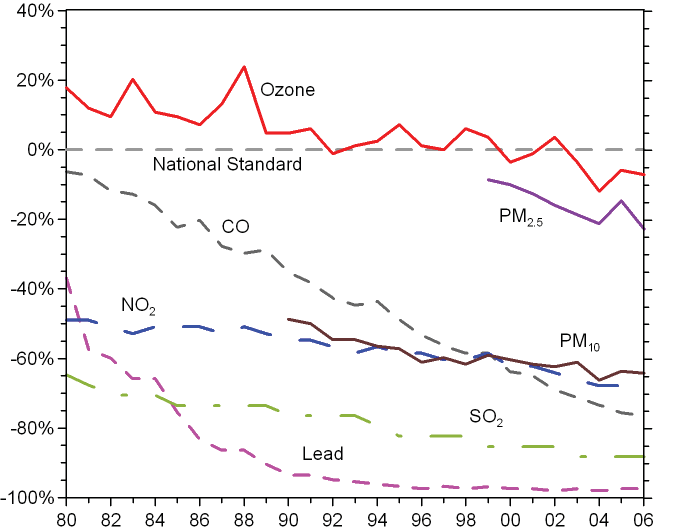 40%
20%
Ozone
0%
National Standard
-20%
PM2.5
CO
-40%
NO2
PM10
-60%
SO2
-80%
Lead
-100%
80 82 84 86 88 90 92 94 96 98 00 02 04 06